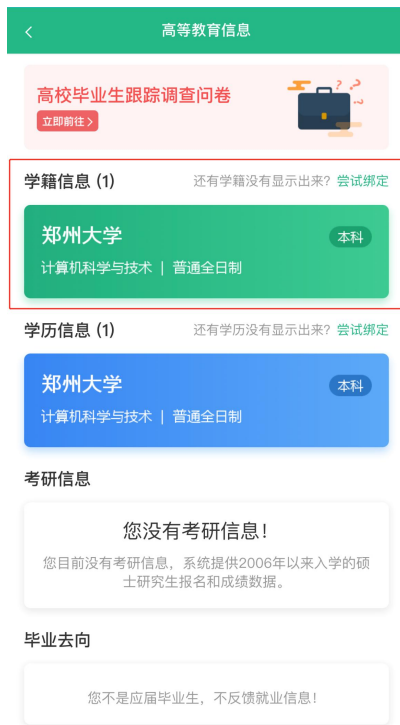 高等教育信息
高校毕业生跟踪调查问卷
立即前往>
学籍信息 (1) 还有学籍没有显示出来? 尝试绑定
郑州大学 本科
计算机科学与技术 | 普通全日制
学历信息 (1) 还有学历没有显示出来? 尝试绑定
郑州大学 本科
计算机科学与技术 | 普通全日制
考研信息
您没有考研信息!
您目前没有考研信息，系统提供2006年以来入学的硕
士研究生报名和成绩数据。
毕业去向
您不是应届毕业生，不反馈就业信息!